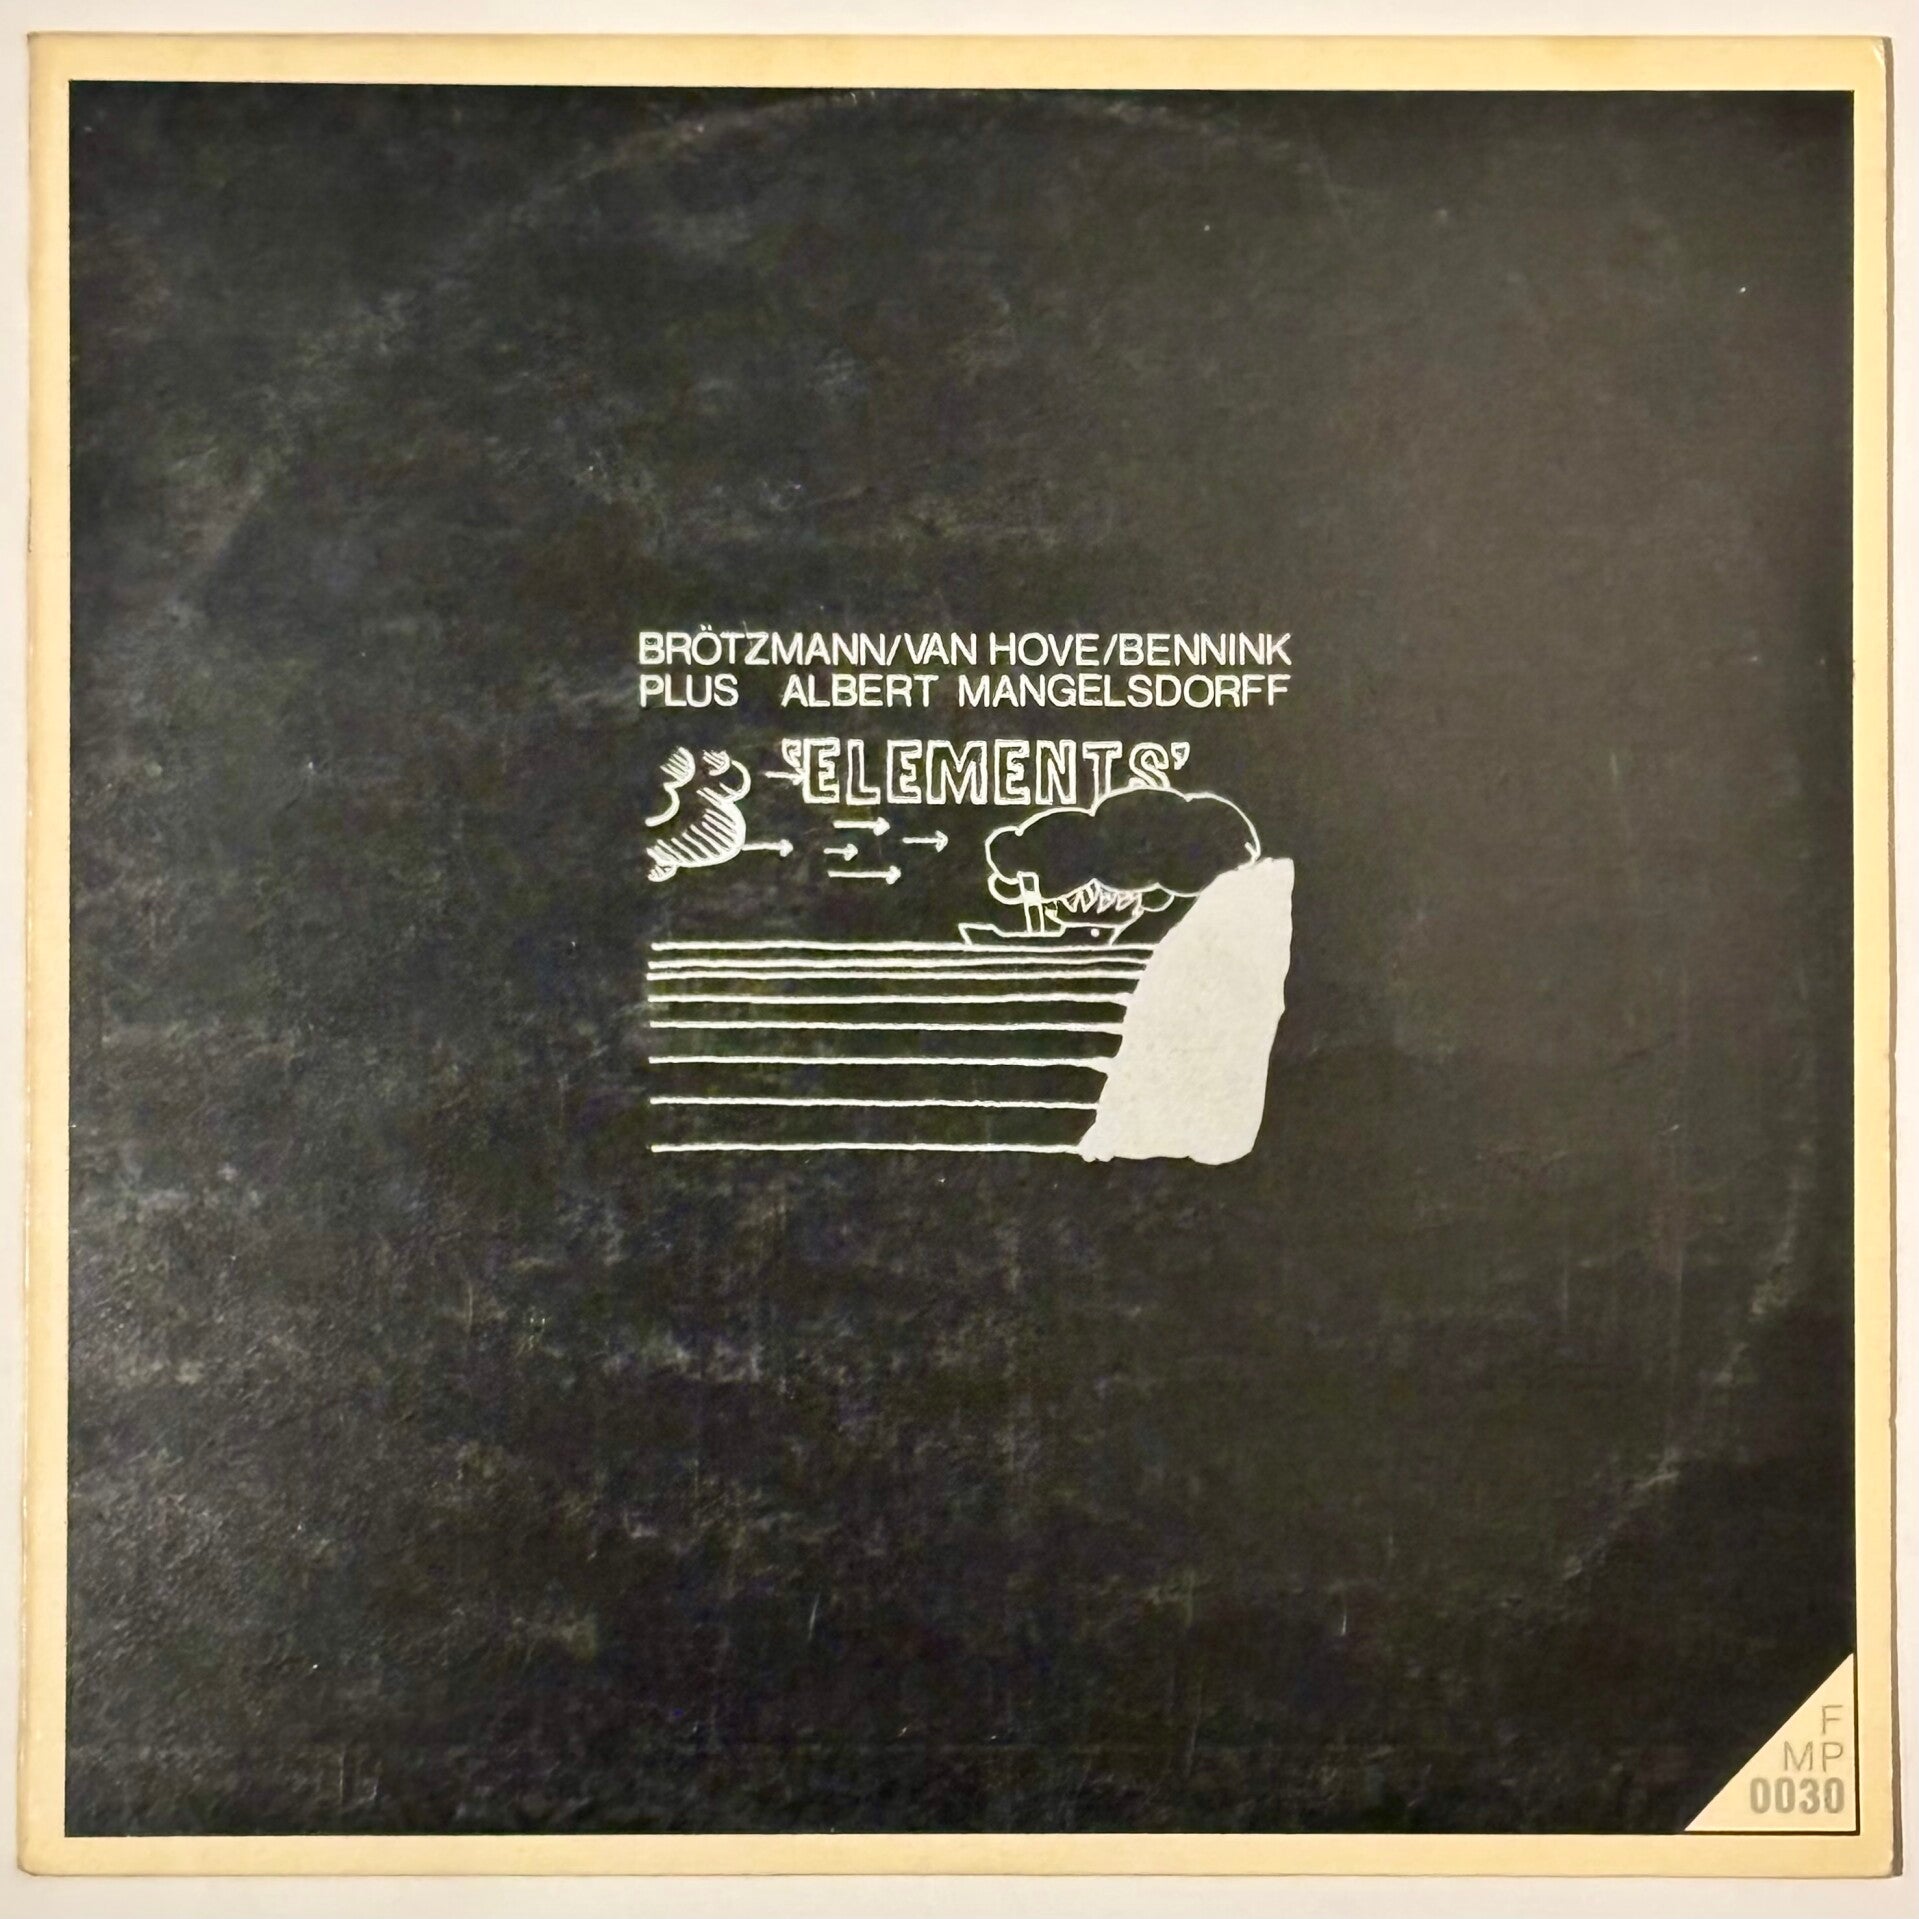 BRÖTZMANN/VAN HOVE/BENNINK
PLUS ALBERT MANGELSDORFF
'ELEMENTS'
F
MP
0030